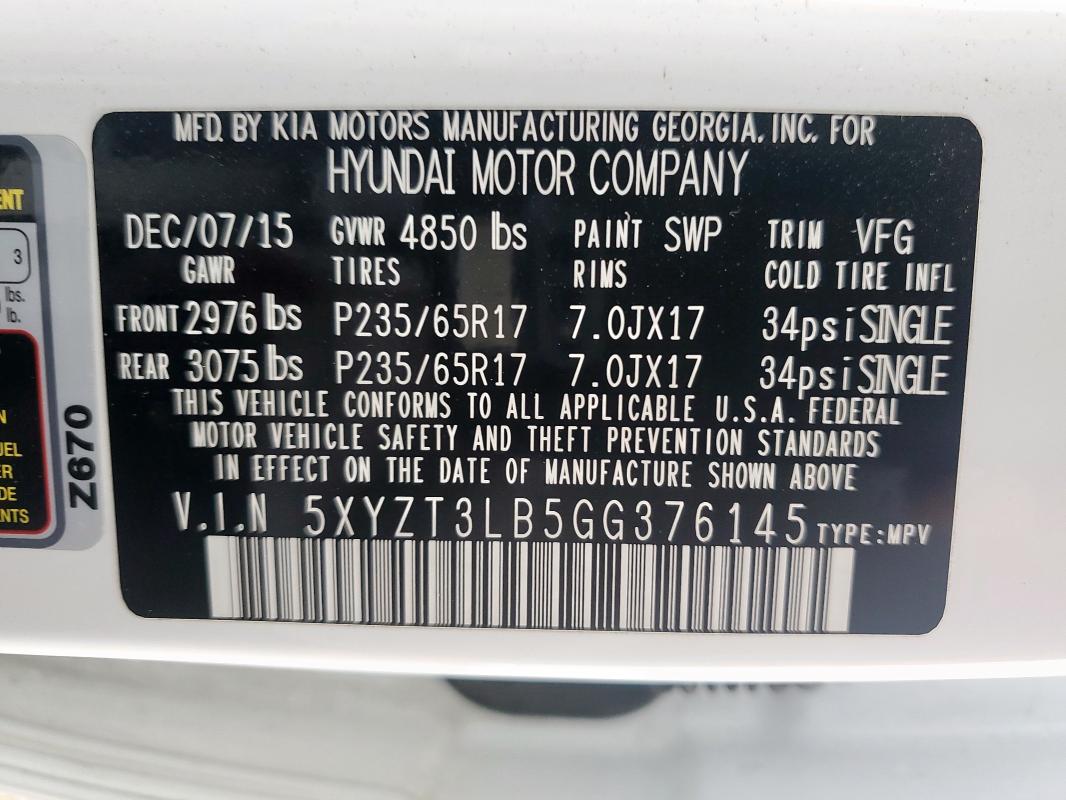 MFD. BY KIA MOTORS MANUFACTURING GEORGIA, INC. FOR
HYUNDAI MOTOR COMPANY
DEC/07/15 GVWR 4850 lbs PAINT SWP TRIM VFG
GAWR TIRES RIMS COLD TIRE INFL
FRONT 2976 lbs P235/65R17 7.0JX17 34psi SINGLE
REAR 3075 lbs P235/65R17 7.0JX17 34psi SINGLE
THIS VEHICLE CONFORMS TO ALL APPLICABLE U.S.A. FEDERAL
MOTOR VEHICLE SAFETY AND THEFT PREVENTION STANDARDS
IN EFFECT ON THE DATE OF MANUFACTURE SHOWN ABOVE
V.I.N 5XYZT3LB5GG376145 TYPE:MPV
3
lbs.
lb.
Z670